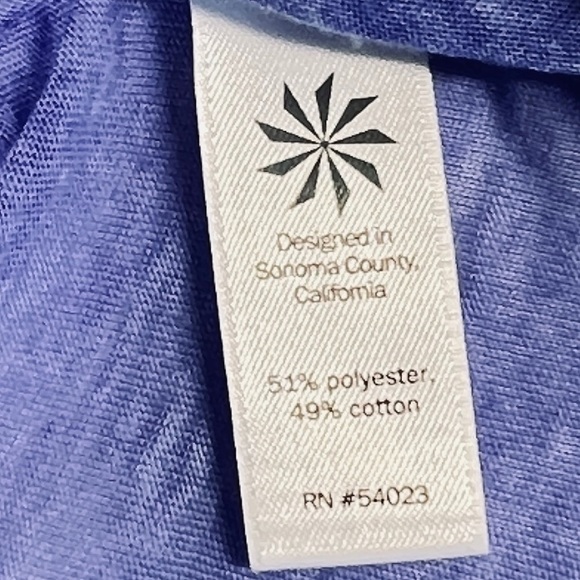 Designed in
Sonoma County,
California
51% polyester,
49% cotton
RN #54023